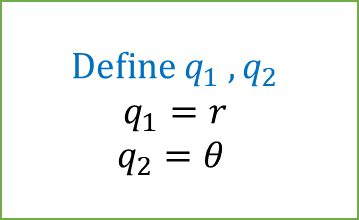 Define q₁ , q₂
q₁ = r
q₂ = θ